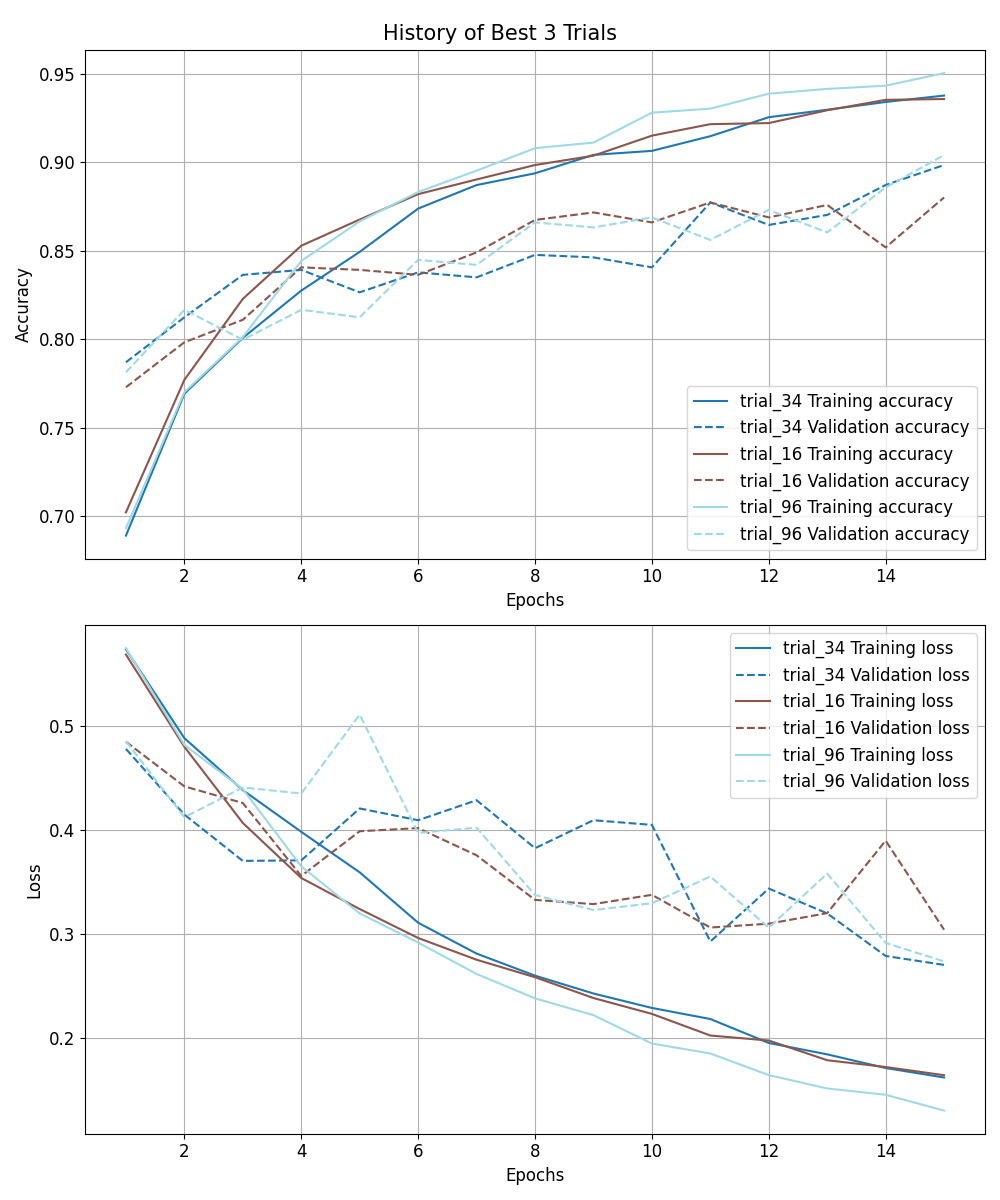 History of Best 3 Trials
0.95
0.90
0.85
0.80
0.75
0.70
Accuracy
trial_34 Training accuracy
trial_34 Validation accuracy
trial_16 Training accuracy
trial_16 Validation accuracy
trial_96 Training accuracy
trial_96 Validation accuracy
2 4 6 8 10 12 14
Epochs
0.5
0.4
0.3
0.2
Loss
trial_34 Training loss
trial_34 Validation loss
trial_16 Training loss
trial_16 Validation loss
trial_96 Training loss
trial_96 Validation loss
2 4 6 8 10 12 14
Epochs